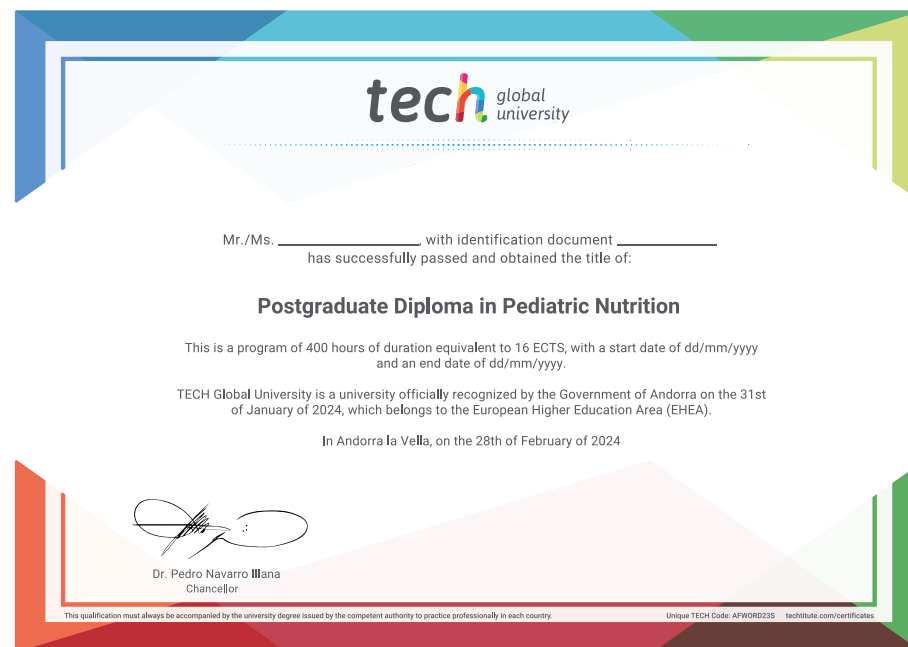 tech global university
Mr./Ms. ____________________, with identification document ______________
has successfully passed and obtained the title of:
Postgraduate Diploma in Pediatric Nutrition
This is a program of 400 hours of duration equivalent to 16 ECTS, with a start date of dd/mm/yyyy
and an end date of dd/mm/yyyy.
TECH Global University is a university officially recognized by the Government of Andorra on the 31st
of January of 2024, which belongs to the European Higher Education Area (EHEA).
In Andorra la Vella, on the 28th of February of 2024
Dr. Pedro Navarro Illana
Chancellor
This qualification must always be accompanied by the university degree issued by the competent authority to practice professionally in each country.
Unique TECH Code: AFWORD23S techtitute.com/certificates